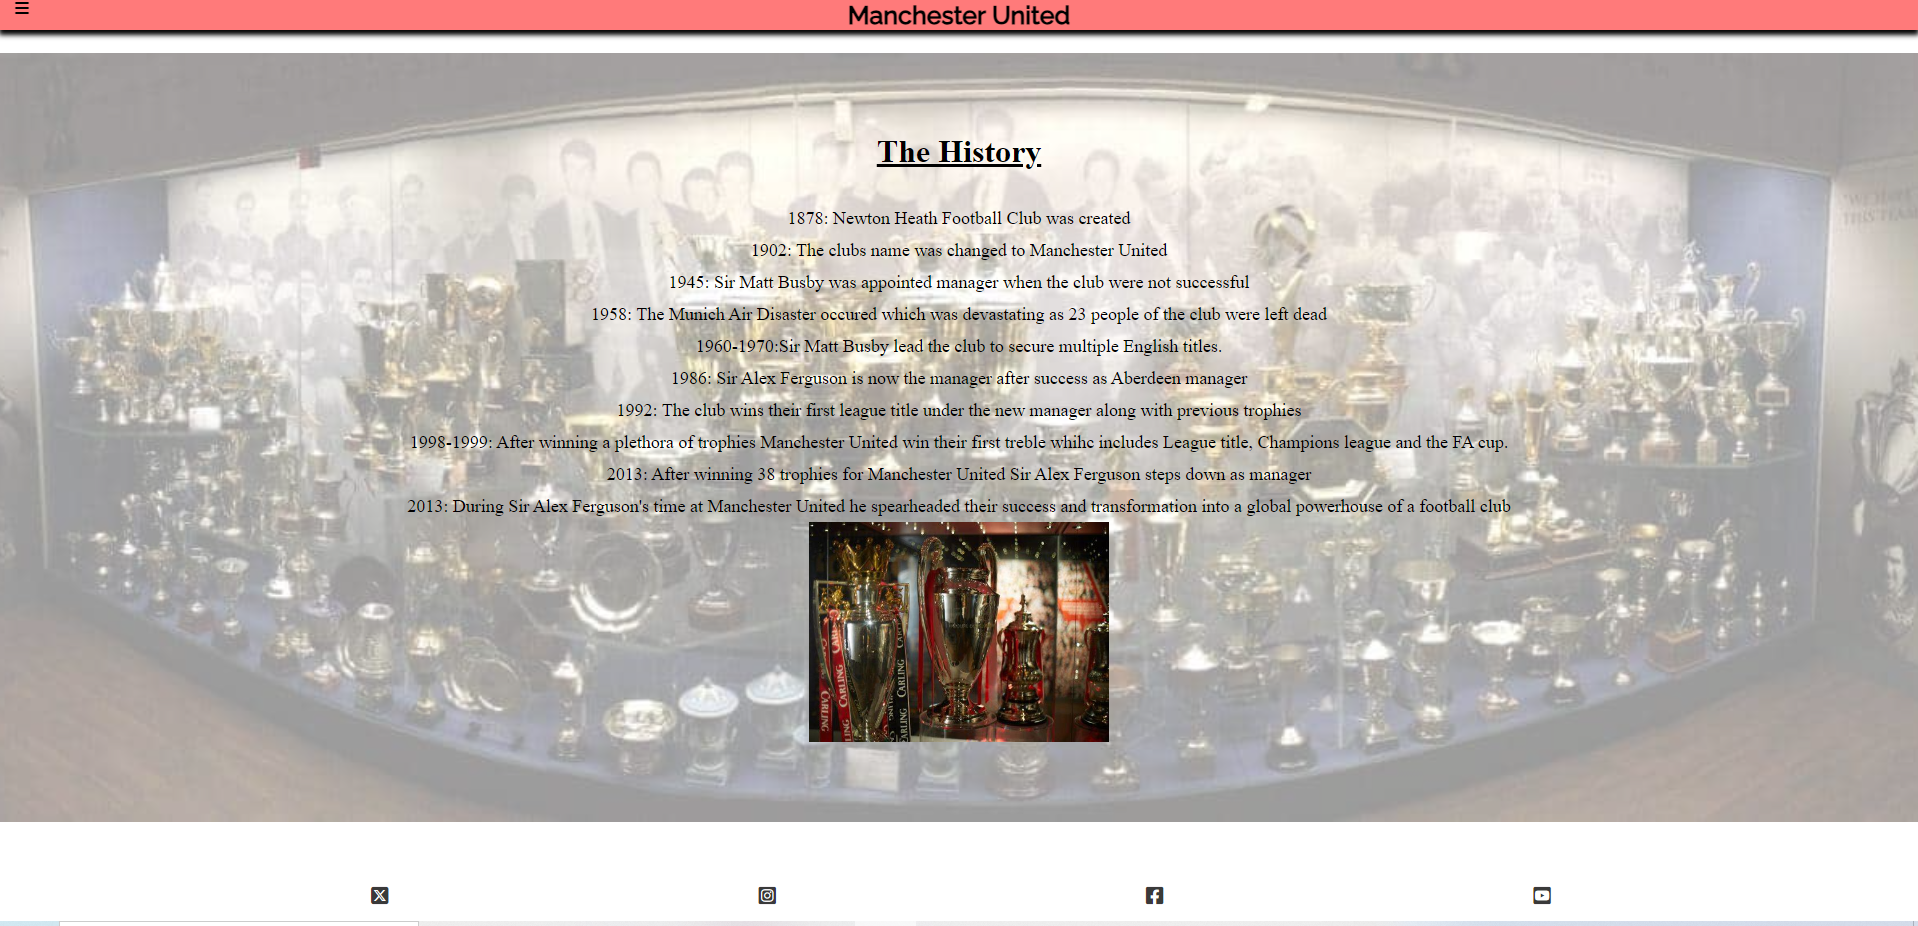 ☰
Manchester United
The History
1878: Newton Heath Football Club was created
1902: The clubs name was changed to Manchester United
1945: Sir Matt Busby was appointed manager when the club were not successful
1958: The Munich Air Disaster occured which was devastating as 23 people of the club were left dead
1960-1970:Sir Matt Busby lead the club to secure multiple English titles.
1986: Sir Alex Ferguson is now the manager after success as Aberdeen manager
1992: The club wins their first league title under the new manager along with previous trophies
1998-1999: After winning a plethora of trophies Manchester United win their first treble whihc includes League title, Champions league and the FA cup.
2013: After winning 38 trophies for Manchester United Sir Alex Ferguson steps down as manager
2013: During Sir Alex Ferguson's time at Manchester United he spearheaded their success and transformation into a global powerhouse of a football club
CARLING
CARLING
CARLING